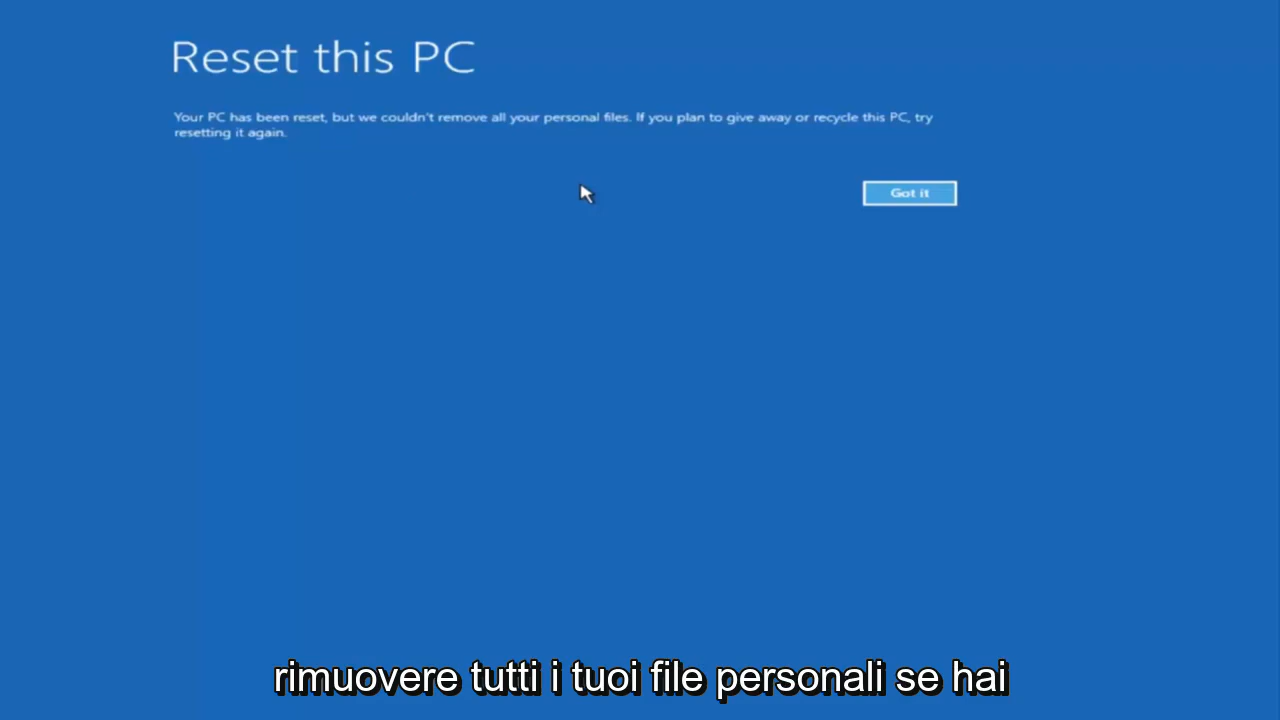 Reset this PC
Your PC has been reset, but we couldn't remove all your personal files. If you plan to give away or recycle this PC, try
resetting it again.
Got it
rimuovere tutti i tuoi file personali se hai